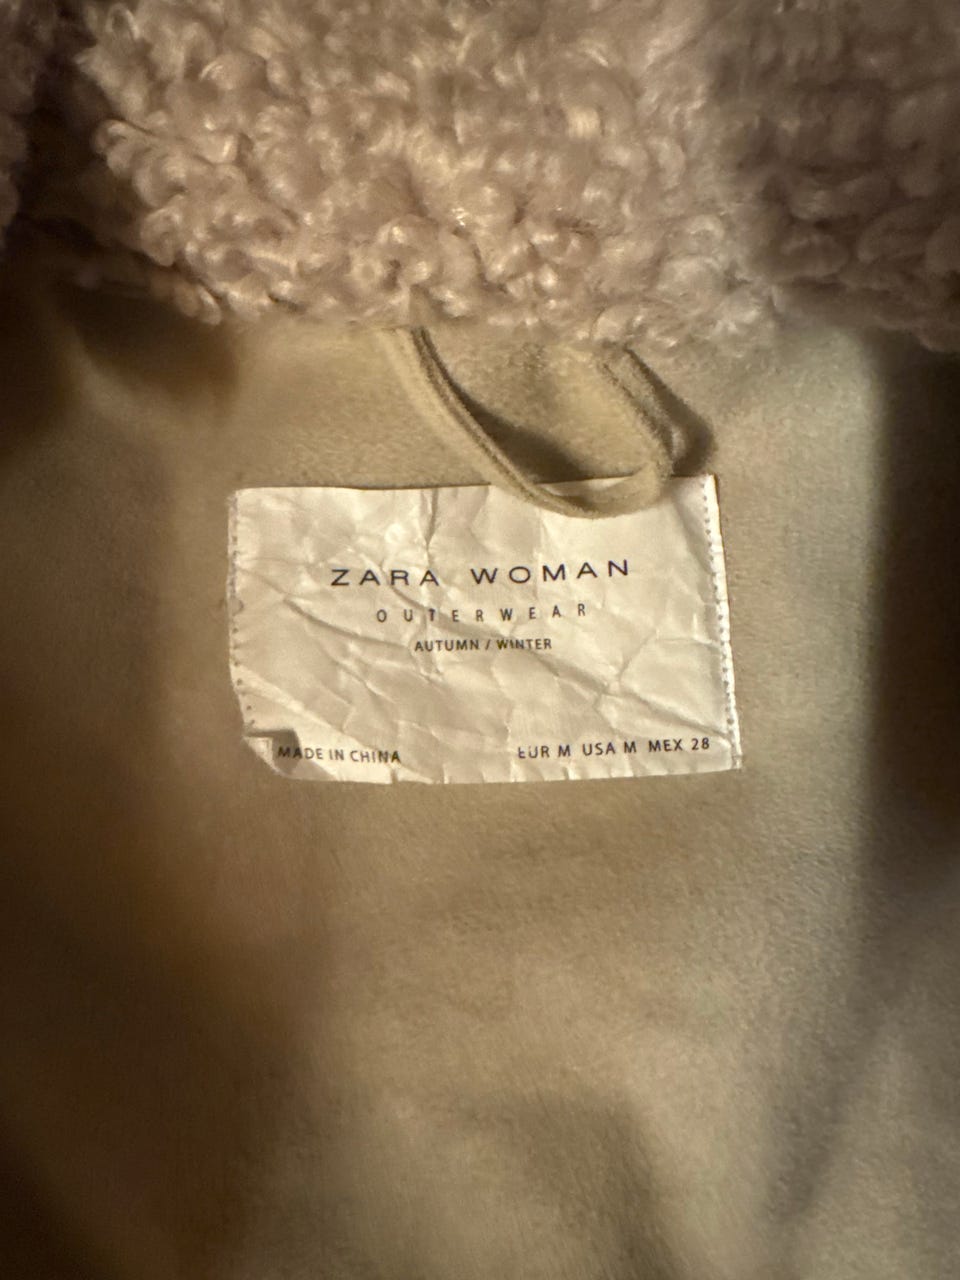 ZARA WOMAN
OUTERWEAR
AUTUMN / WINTER
MADE IN CHINA
EUR M USA M MEX 28